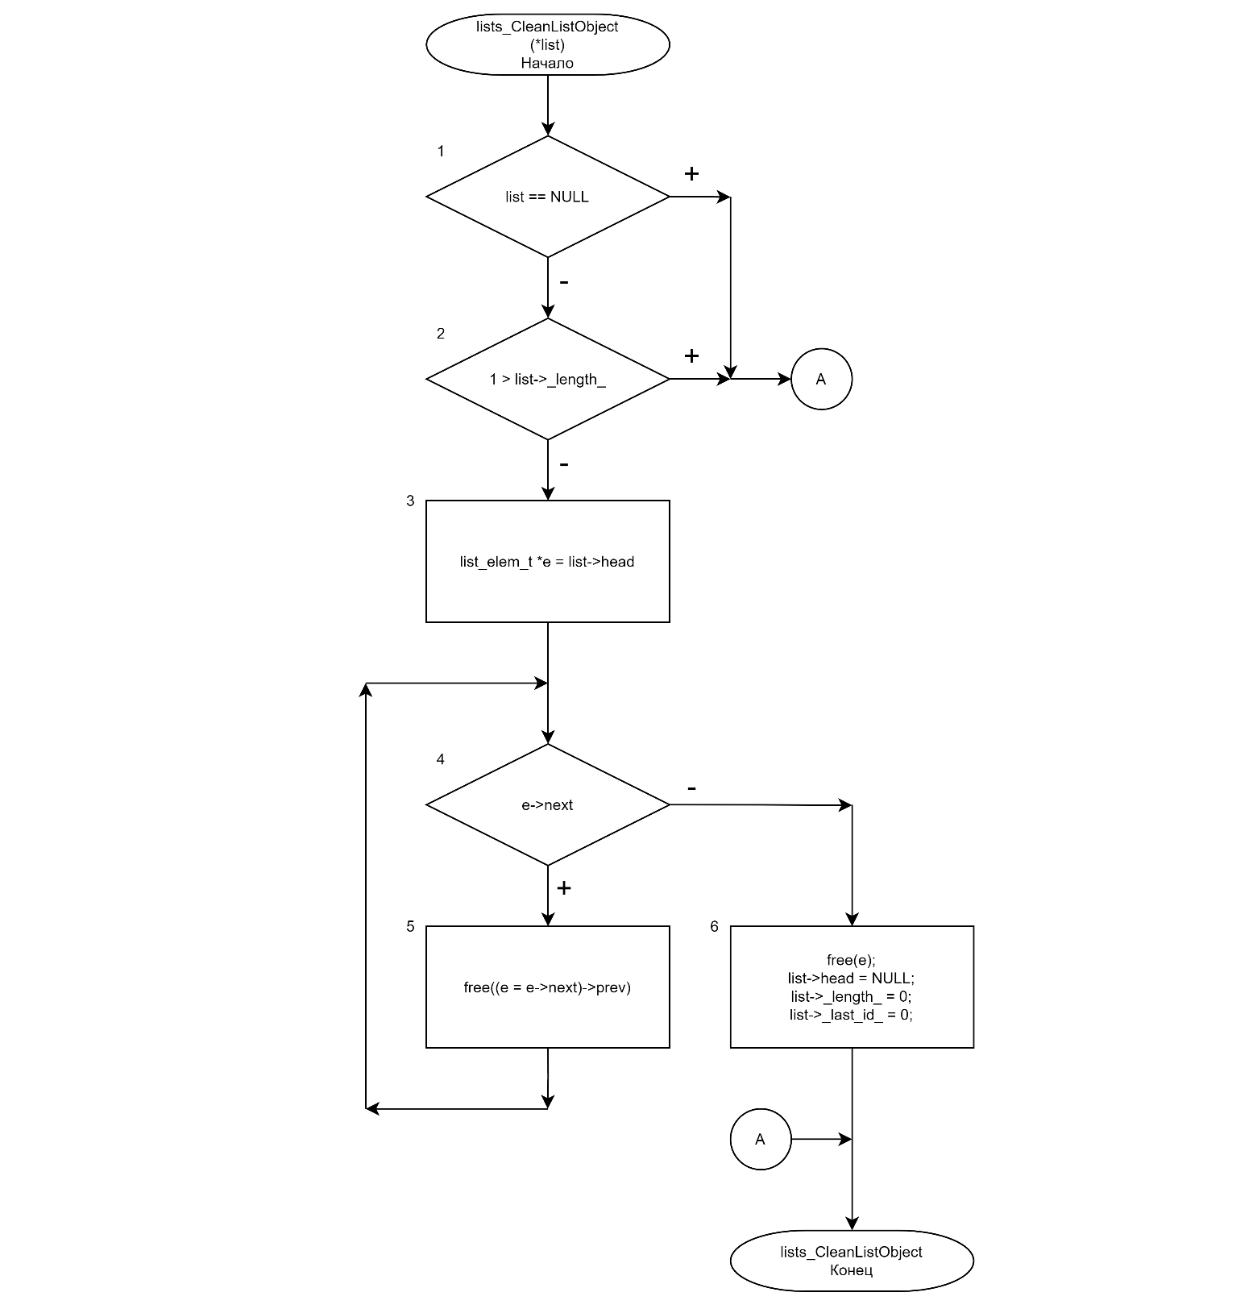 lists_CleanListObject
(*list)
Начало
1
+
list == NULL
-
2
+
1 > list->_length_
A
-
3
list_elem_t *e = list->head
4
-
e->next
+
5
free((e = e->next)->prev)
6
free(e);
list->head = NULL;
list->_length_ = 0;
list->_last_id_ = 0;
A
lists_CleanListObject
Конец